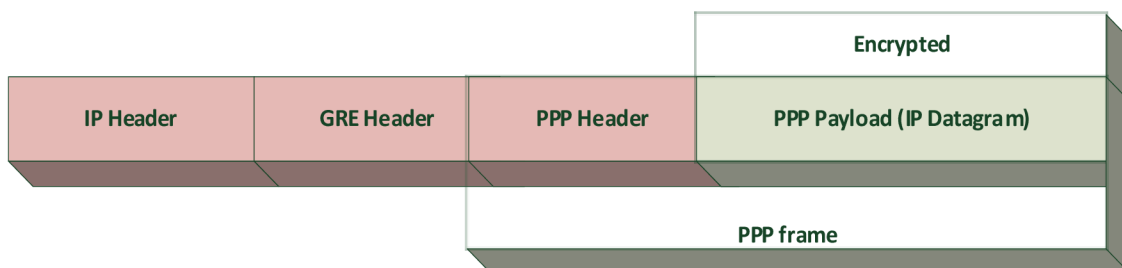 Encrypted
IP Header
GRE Header
PPP Header
PPP Payload (IP Datagram)
PPP frame